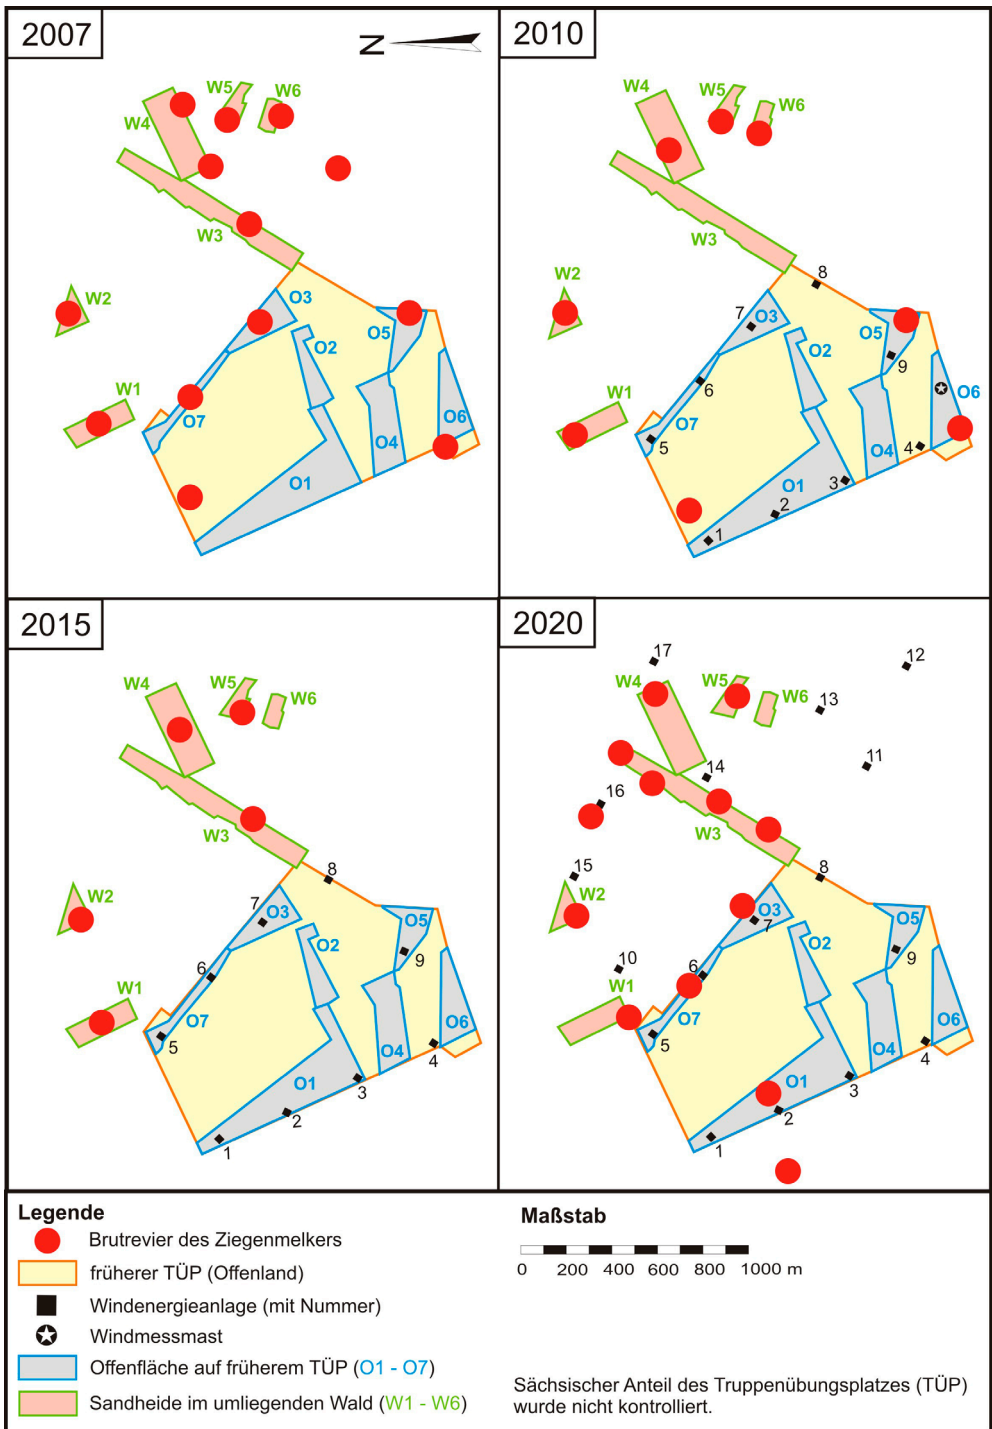 2007
N
W5
W6
W4
W3
W2
O3
O2
O5
W1
O7
O6
O4
O1
2010
W4
W5
W6
W3
W2
8
7
O3
O2
O5
9
6
W1
O6
O7
5
O4
4
O1
3
2
1
2015
W4
W5
W6
W3
8
W2
7
O3
O5
O2
9
6
W1
O7
O6
5
O4
4
O1
3
2
1
2020
17
12
W4
W5
W6
13
11
14
16
W3
15
8
W2
O3
7
O5
O2
9
10
6
W1
O7
O6
5
O4
4
O1
3
2
1
Legende
Brutrevier des Ziegenmelkers
früherer TÜP (Offenland)
Windenergieanlage (mit Nummer)
Windmessmast
Offenfläche auf früherem TÜP (O1 - O7)
Sandheide im umliegenden Wald (W1 - W6)
Maßstab
0 200 400 600 800 1000 m
Sächsischer Anteil des Truppenübungsplatzes (TÜP)
wurde nicht kontrolliert.